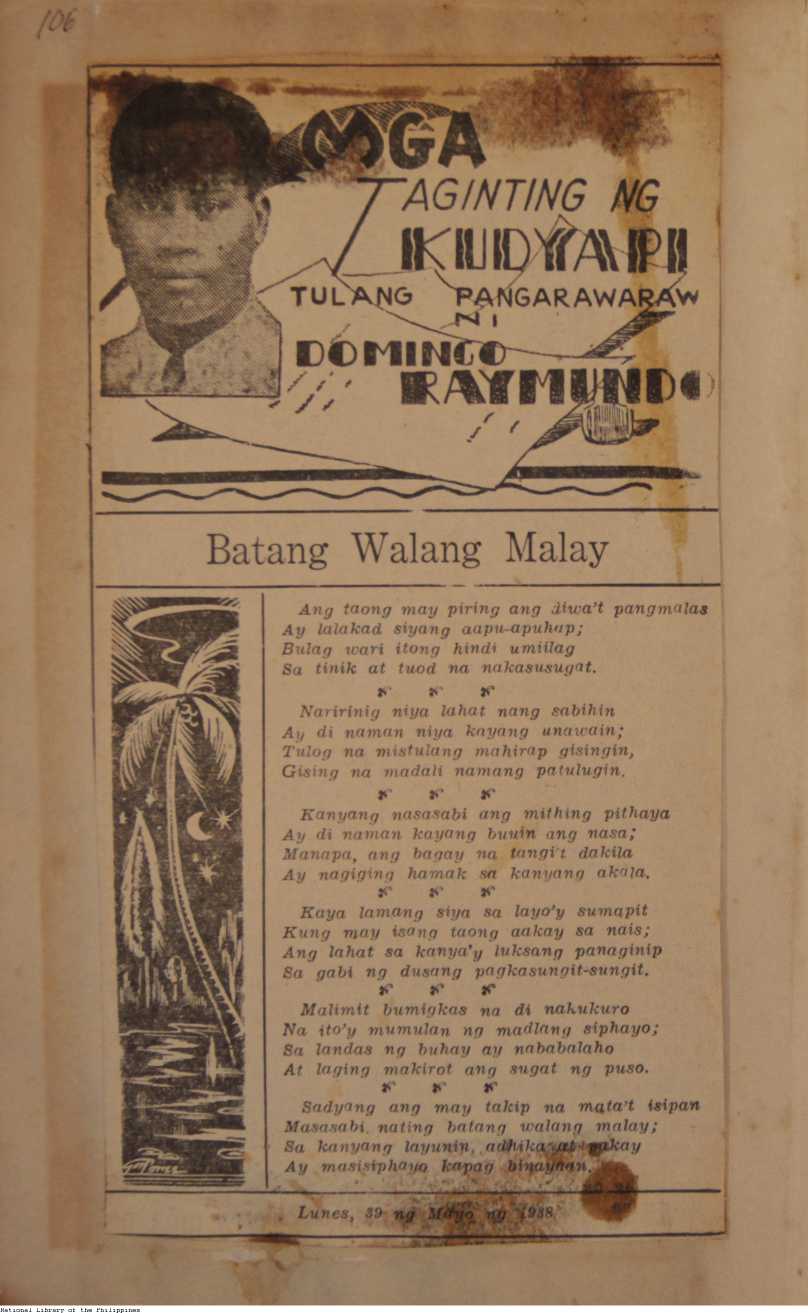 106
MGA
TAGINTING NG
KUDYAPI
TULANG PANGARAWARAW
NI
DOMINGO
RAYMUNDO
Batang Walang Malay
Ang taong may piring ang diwa't pangmalas
Ay lalakad siyang aapu-apuhap;
Bulag wari itong hindi umiilag
Sa tinik at tuod na nakasusugat.
Naririnig niya lahat nang sabihin
Ay di naman niya kayang unawain;
Tulog na mistulang mahirap gisingin,
Gising na madali namang patulugin.
Kanyang nasasabi ang mithing pithaya
Ay di naman kayang buuin ang nasa;
Manapa, ang bagay na tangi't dakila
Ay nagiging hamak sa kanyang akala.
Kaya lamang siya sa layo'y sumapit
Kung may isang taong aakay sa nais;
Ang lahat sa kanya'y luksang panaginip
Sa gabi ng dusang pagkasungit-sungit.
Malimit bumigkas na di nakukuro
Na ito'y mumulan ng madlang siphayo;
Sa landas ng buhay ay nababalaho
At laging makirot ang sugat ng puso.
Sadyang ang may takip na mata't isipan
Masasabi nating batang walang malay;
Sa kanyang layunin, adhika at pakay
Ay masisiphayo kapag binaynan.
Lunes, 39 ng Mayo ng 1938
National Library of the Philippines